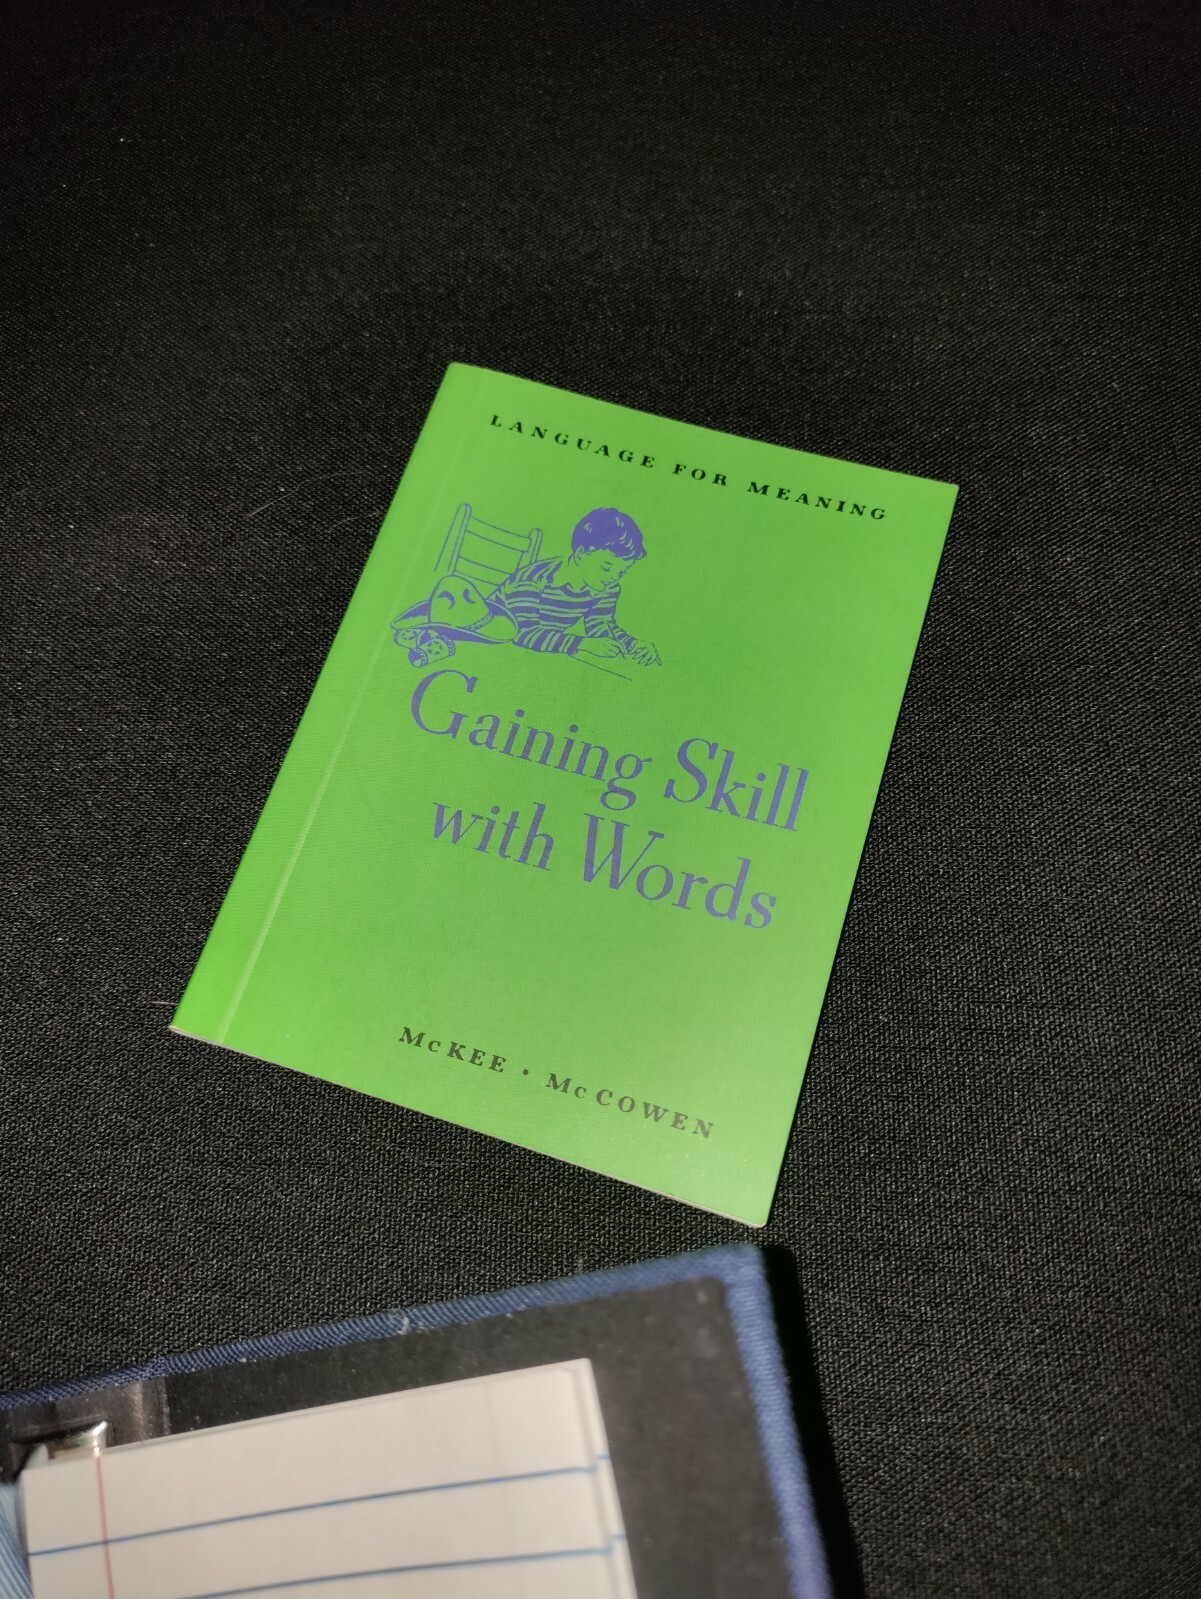 LANGUAGE FOR MEANING
Gaining Skill
with Words
McKEE · McCOWEN